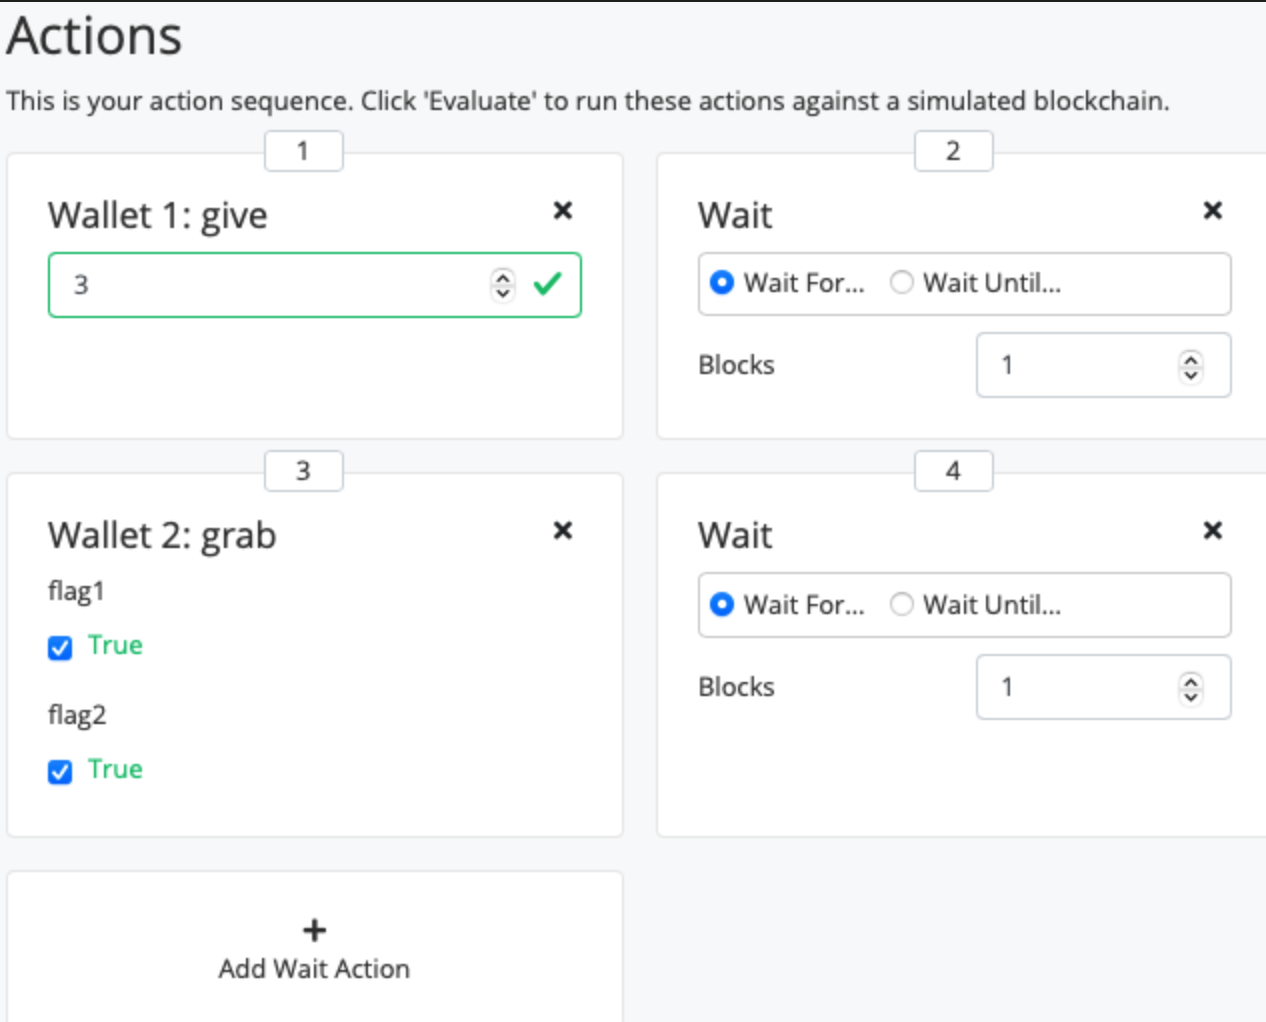 Actions
This is your action sequence. Click 'Evaluate' to run these actions against a simulated blockchain.
1
Wallet 1: give
3
2
Wait
Wait For... Wait Until...
Blocks 1
3
Wallet 2: grab
flag1
True
flag2
True
4
Wait
Wait For... Wait Until...
Blocks 1
+
Add Wait Action